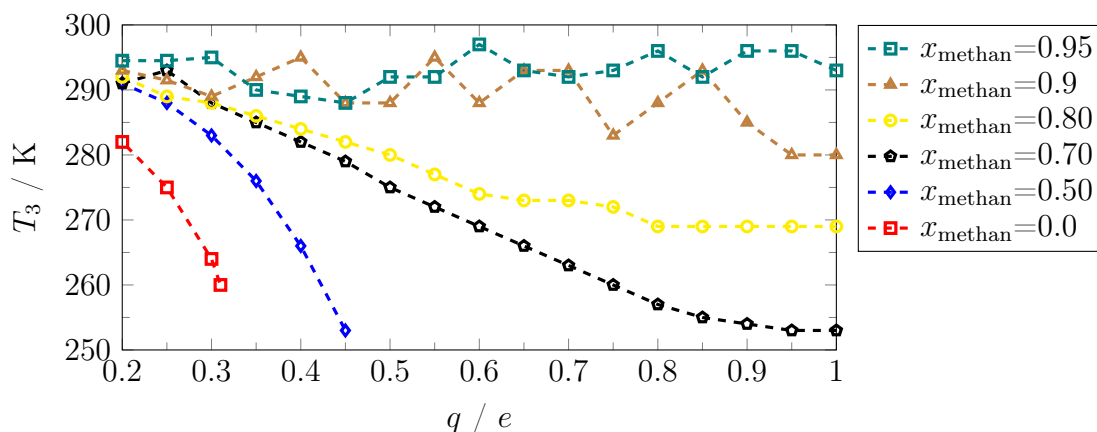 300
290
280
270
260
250
T3 / K
0.2 0.3 0.4 0.5 0.6 0.7 0.8 0.9 1
q / e
xmethan=0.95
xmethan=0.9
xmethan=0.80
xmethan=0.70
xmethan=0.50
xmethan=0.0